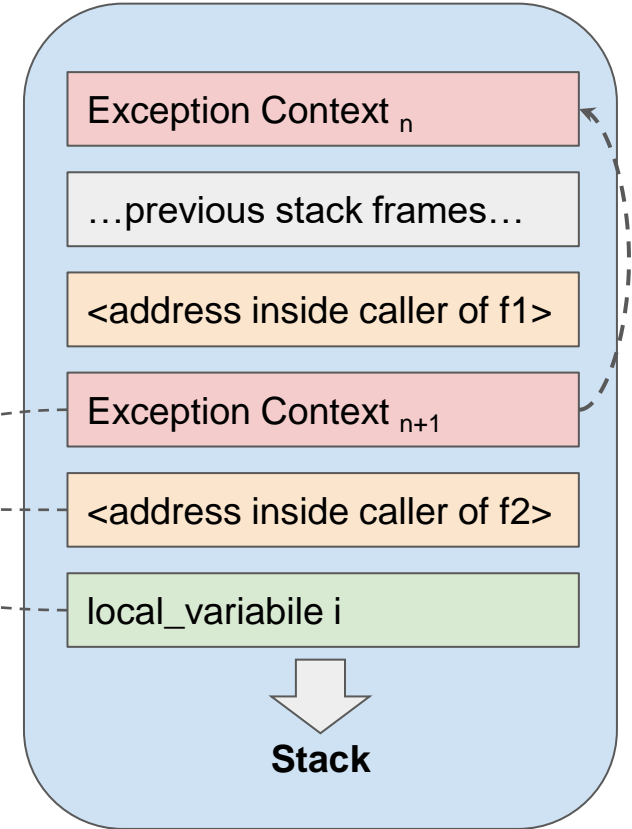 Exception Context n
…previous stack frames…
<address inside caller of f1>
Exception Context n+1
<address inside caller of f2>
local_variabile i
Stack